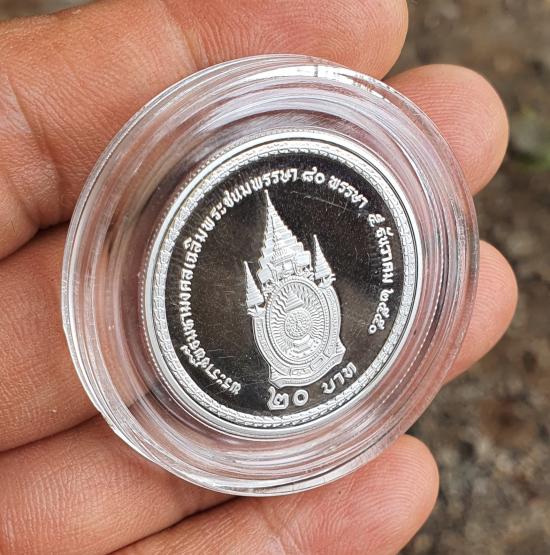 พระราชพิธีมหามงคลเฉลิมพระชนมพรรษา ๘๐ พรรษา ๕ ธันวาคม ๒๕๕๐
๒๐ บาท